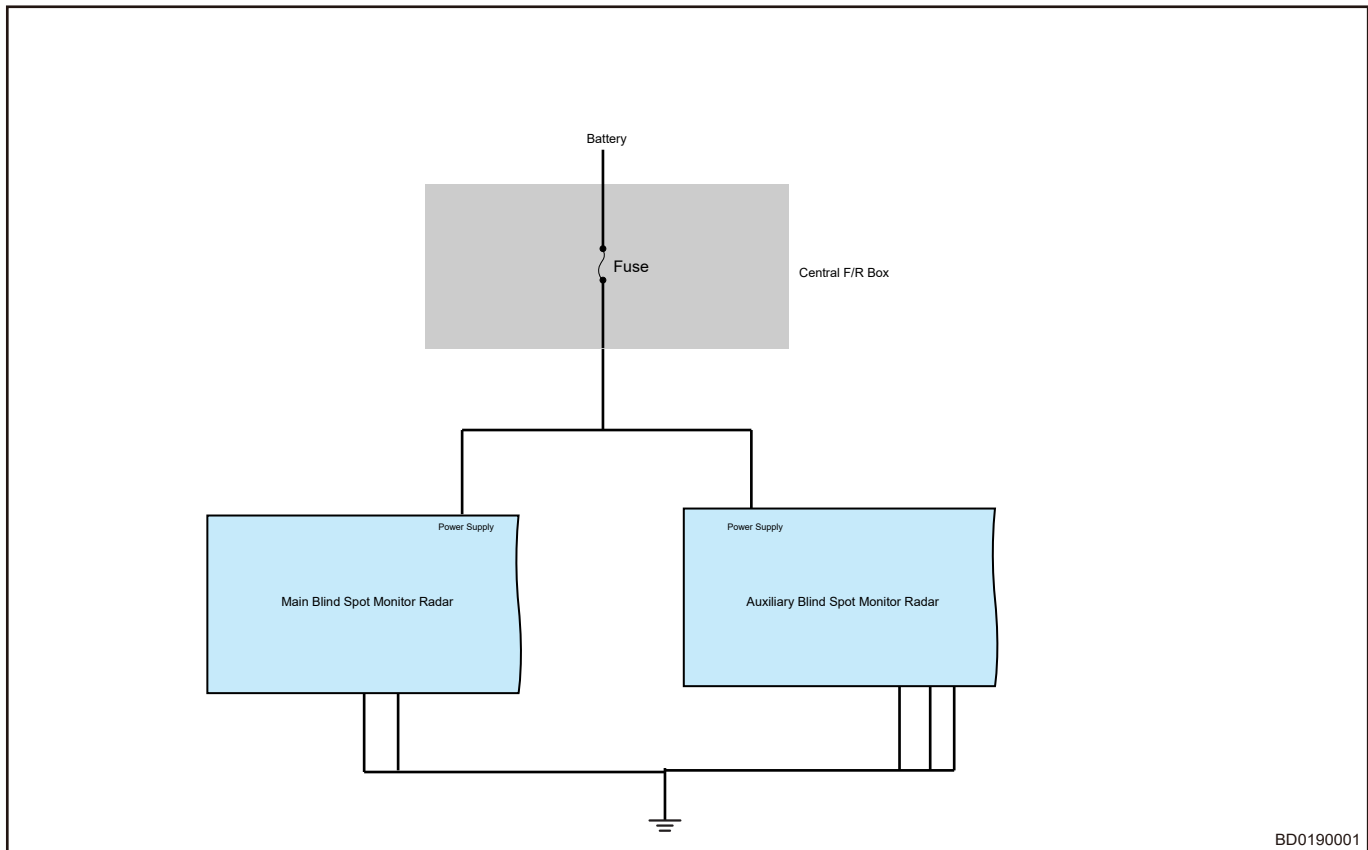 Battery
Fuse
Central F/R Box
Power Supply
Power Supply
Main Blind Spot Monitor Radar
Auxiliary Blind Spot Monitor Radar
BD0190001